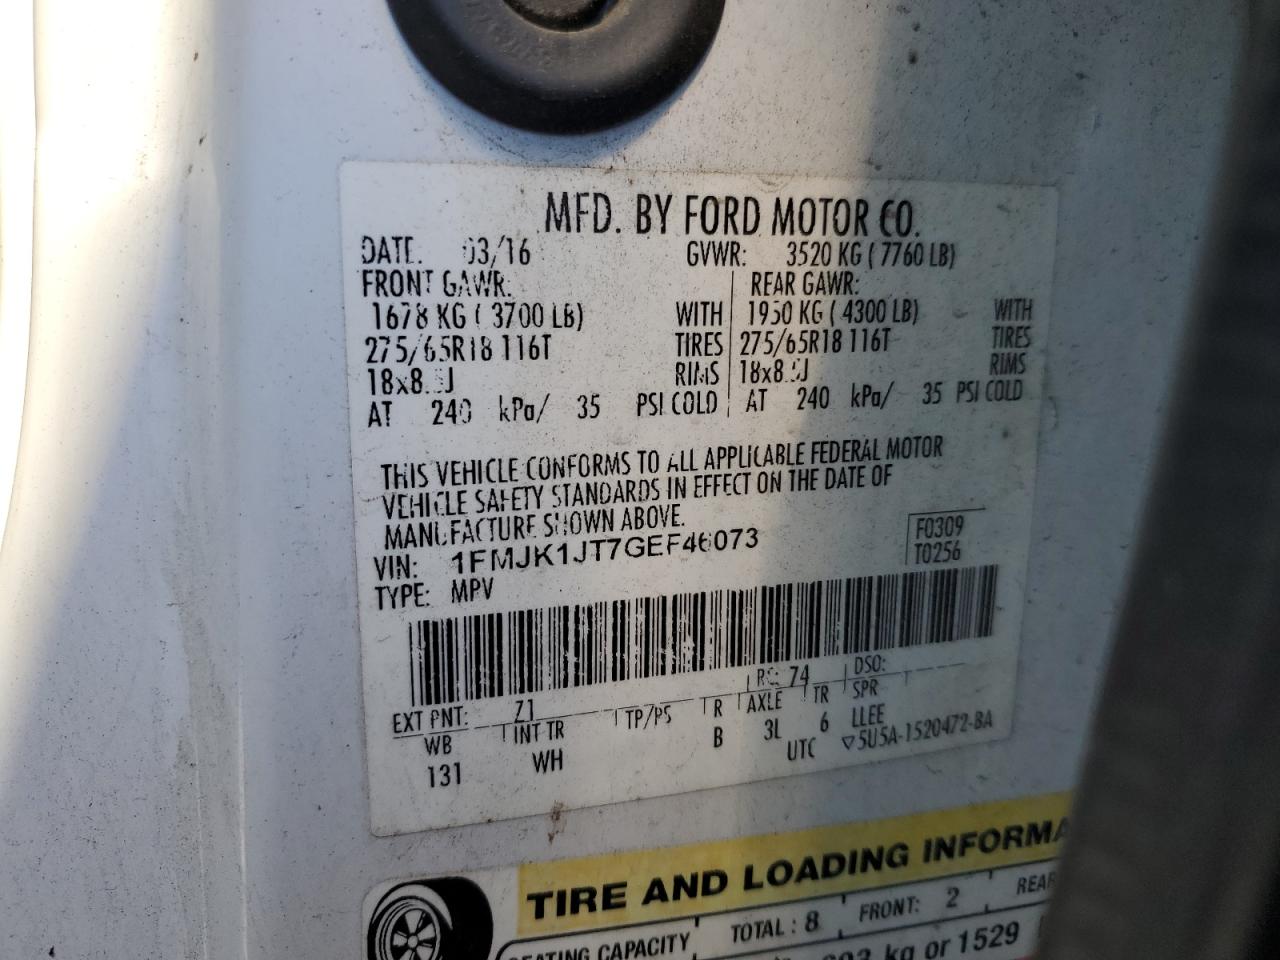 MFD. BY FORD MOTOR CO.
DATE: 03/16 GVWR: 3520 KG ( 7760 LB)
FRONT GAWR: REAR GAWR:
1678 KG ( 3700 LB) WITH 1950 KG ( 4300 LB) WITH
275/65R18 116T TIRES 275/65R18 116T TIRES
18x8.5J RIMS 18x8.5J RIMS
AT 240 kPa/ 35 PSI COLD AT 240 kPa/ 35 PSI COLD
THIS VEHICLE CONFORMS TO ALL APPLICABLE FEDERAL MOTOR
VEHICLE SAFETY STANDARDS IN EFFECT ON THE DATE OF
MANUFACTURE SHOWN ABOVE.
VIN: 1FMJK1JT7GEF46073 F0309
TYPE: MPV T0256
EXT PNT: Z1 RC: 74 DSO:
WB INT TR TP/PS R AXLE TR SPR
131 WH B 3L 6 LLEE
UTC ▽5U5A-1520472-BA
TIRE AND LOADING INFORMA
SEATING CAPACITY TOTAL : 8 FRONT: 2 REAR
kg or 1529